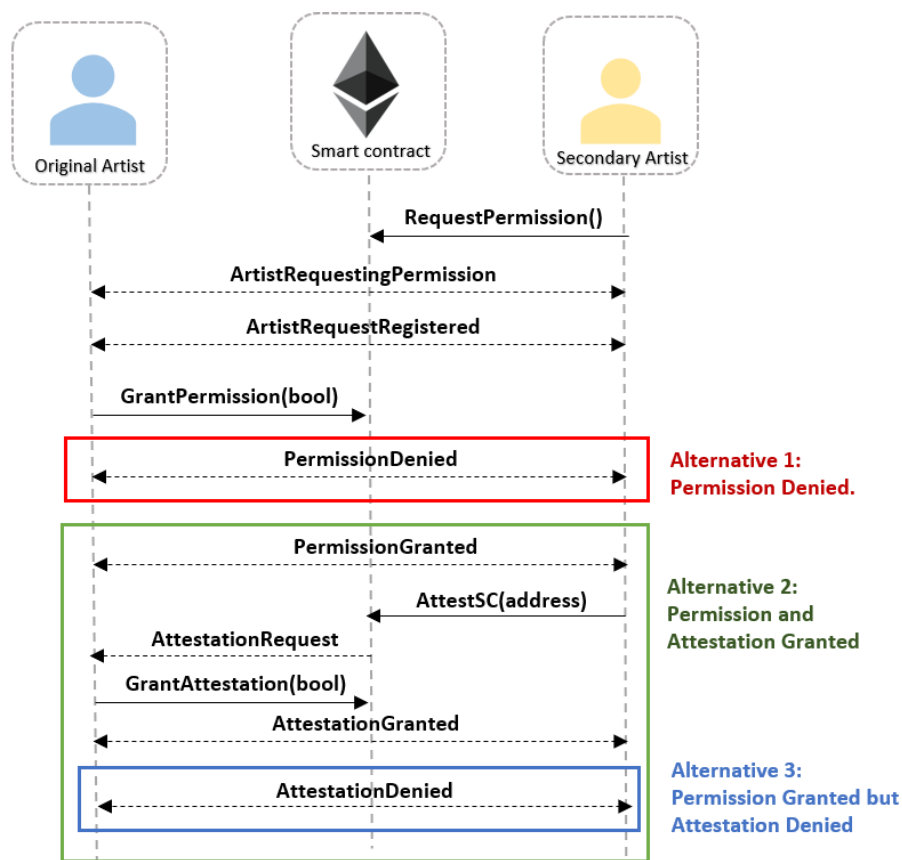 Original Artist
Smart contract
Secondary Artist
RequestPermission()
ArtistRequestingPermission
ArtistRequestRegistered
GrantPermission(bool)
PermissionDenied
Alternative 1:
Permission Denied.
PermissionGranted
AttestSC(address)
Alternative 2:
Permission and
Attestation Granted
AttestationRequest
GrantAttestation(bool)
AttestationGranted
AttestationDenied
Alternative 3:
Permission Granted but
Attestation Denied